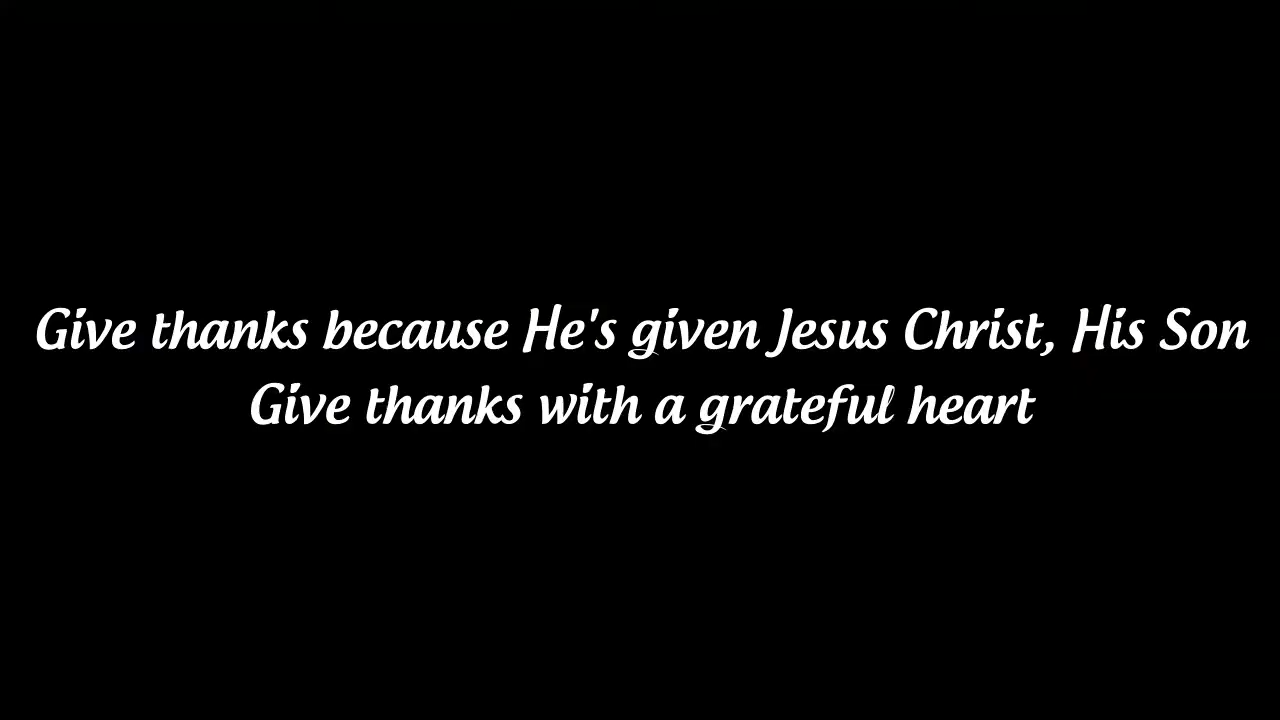 Give thanks because He's given Jesus Christ, His Son
Give thanks with a grateful heart